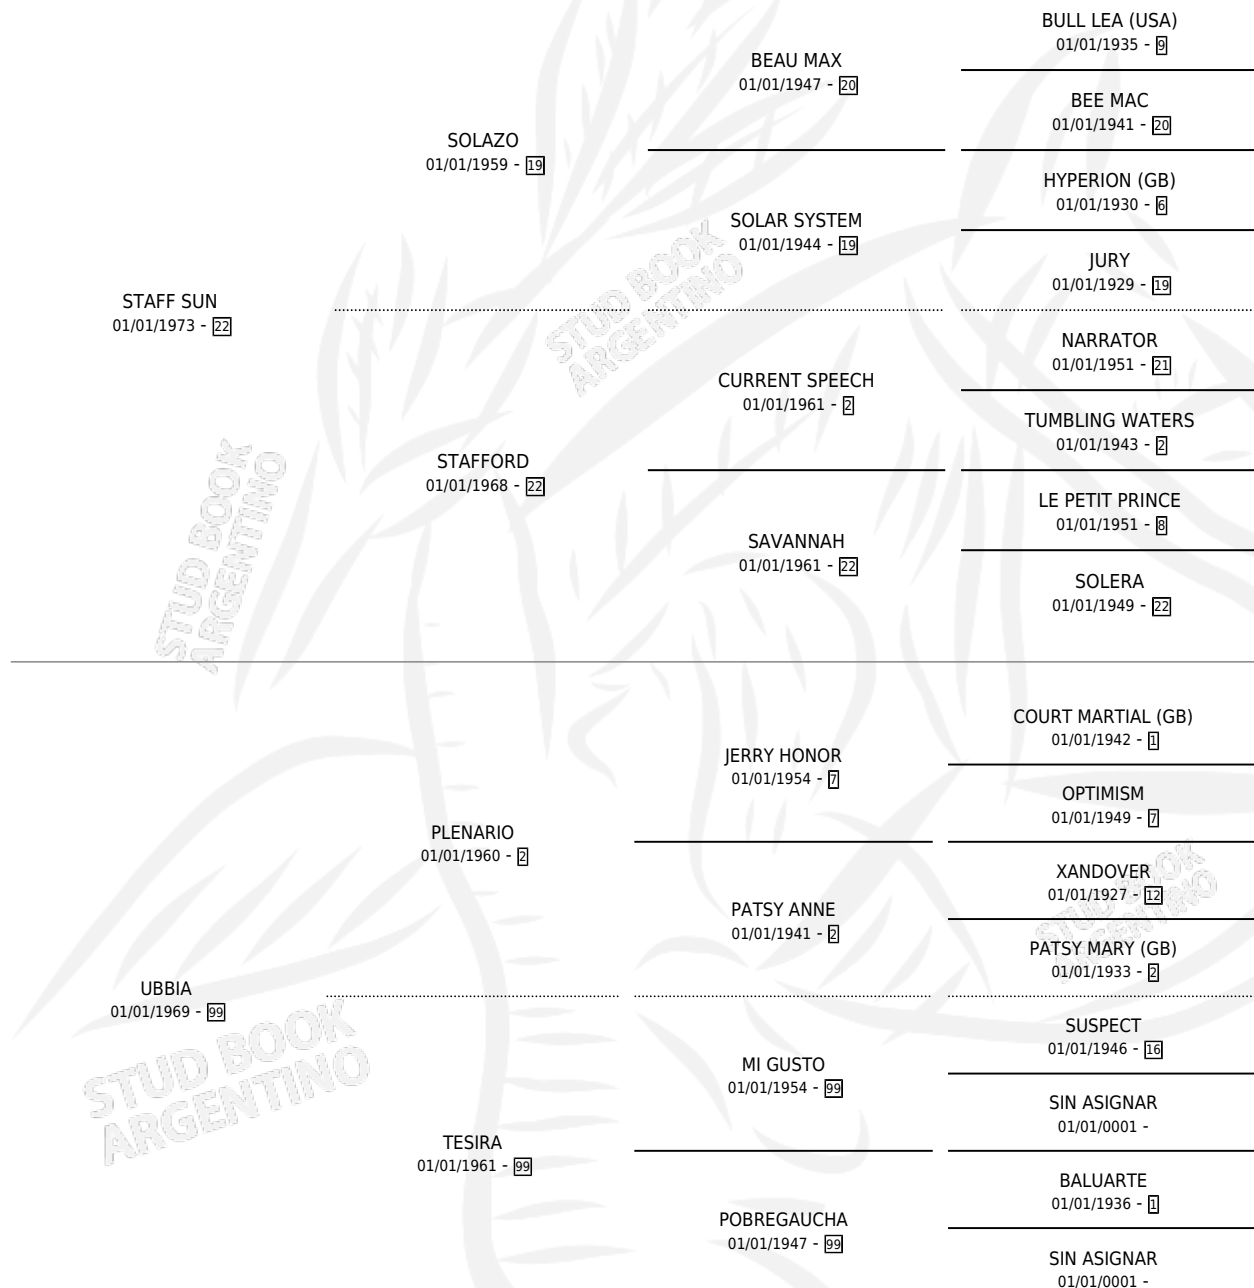 BULL LEA (USA)
01/01/1935 - 9
BEAU MAX
01/01/1947 - 20
BEE MAC
01/01/1941 - 20
SOLAZO
01/01/1959 - 19
HYPERION (GB)
01/01/1930 - 6
SOLAR SYSTEM
01/01/1944 - 19
JURY
01/01/1929 - 19
STAFF SUN
01/01/1973 - 22
NARRATOR
01/01/1951 - 21
CURRENT SPEECH
01/01/1961 - 2
TUMBLING WATERS
01/01/1943 - 2
STAFFORD
01/01/1968 - 22
LE PETIT PRINCE
01/01/1951 - 8
SAVANNAH
01/01/1961 - 22
SOLERA
01/01/1949 - 22
COURT MARTIAL (GB)
01/01/1942 - 1
JERRY HONOR
01/01/1954 - 7
OPTIMISM
01/01/1949 - 7
PLENARIO
01/01/1960 - 2
XANDOVER
01/01/1927 - 12
PATSY ANNE
01/01/1941 - 2
PATSY MARY (GB)
01/01/1933 - 2
UBBIA
01/01/1969 - 99
SUSPECT
01/01/1946 - 16
MI GUSTO
01/01/1954 - 99
SIN ASIGNAR
01/01/0001 -
TESIRA
01/01/1961 - 99
BALUARTE
01/01/1936 - 1
POBREGAUCHA
01/01/1947 - 99
SIN ASIGNAR
01/01/0001 -
STUD BOOK
ARGENTINO
STUD BOOK
ARGENTINO
STUD BOOK
ARGENTINO
STUD BOOK
ARGENTINO